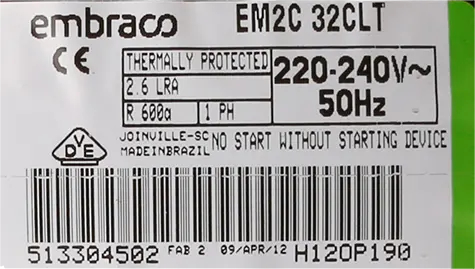 embraco EM2C 32CLT
CE THERMALLY PROTECTED
2.6 LRA
220-240V~
50Hz
R 600a 1 PH
VDE
JOINVILLE-SC NO START WITHOUT STARTING DEVICE
MADEINBRAZIL
513304502 FAB 2 09/APR/12 H12OP190